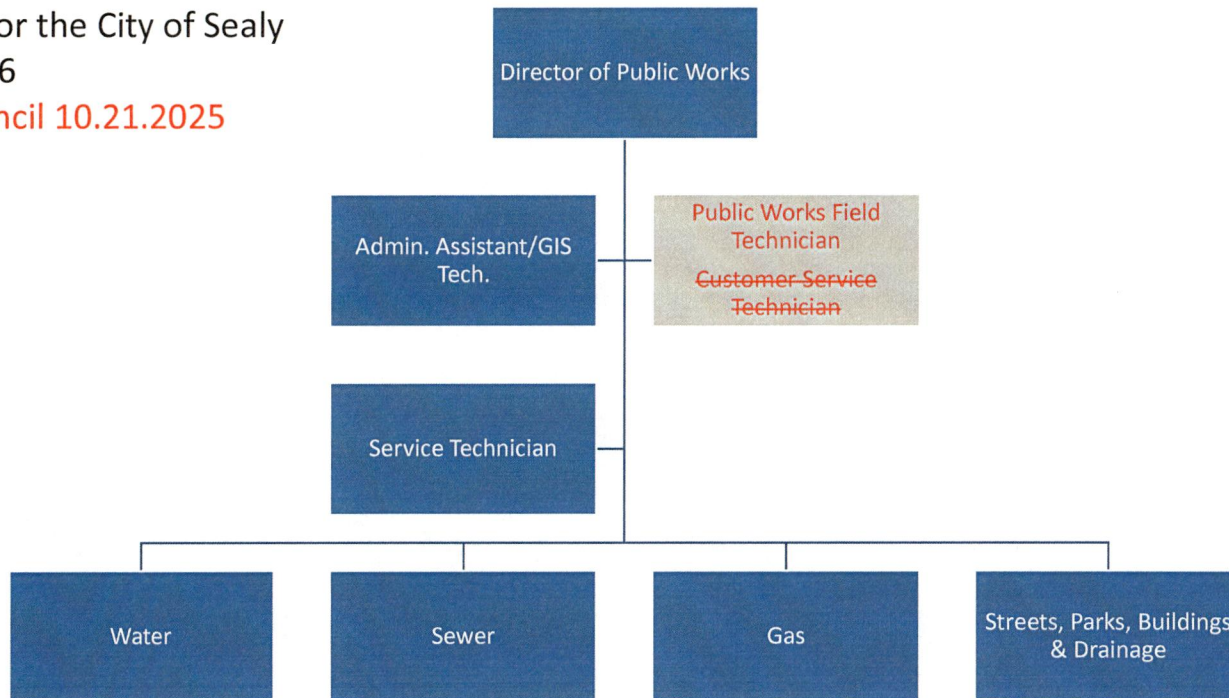 or the City of Sealy
6
ncil 10.21.2025
Director of Public Works
Admin. Assistant/GIS
Tech.
Public Works Field
Technician
Customer Service
Technician
Service Technician
Water
Sewer
Gas
Streets, Parks, Buildings
& Drainage